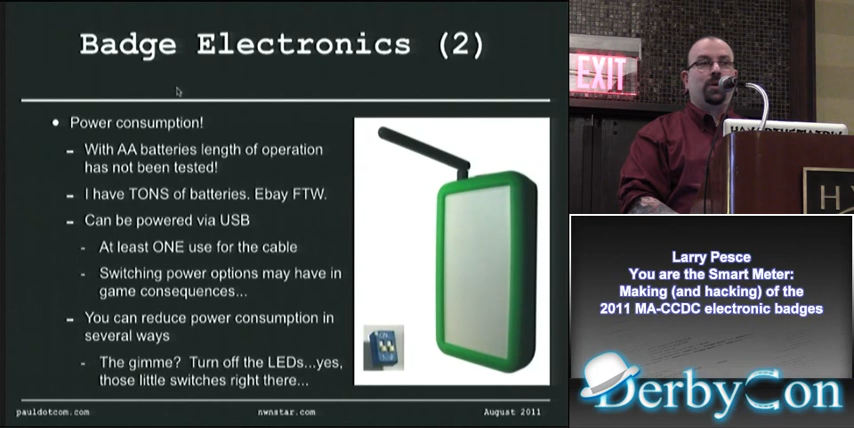 Badge Electronics (2)
• Power consumption!
– With AA batteries length of operation
has not been tested!
– I have TONS of batteries. Ebay FTW.
– Can be powered via USB
- At least ONE use for the cable
- Switching power options may have in
game consequences...
– You can reduce power consumption in
several ways
- The gimme? Turn off the LEDs...yes,
those little switches right there...
ON
pauldotcom.com
nwnstar.com
August 2011
EXIT
HY
Larry Pesce
You are the Smart Meter:
Making (and hacking) of the
2011 MA-CCDC electronic badges
DerbyCon